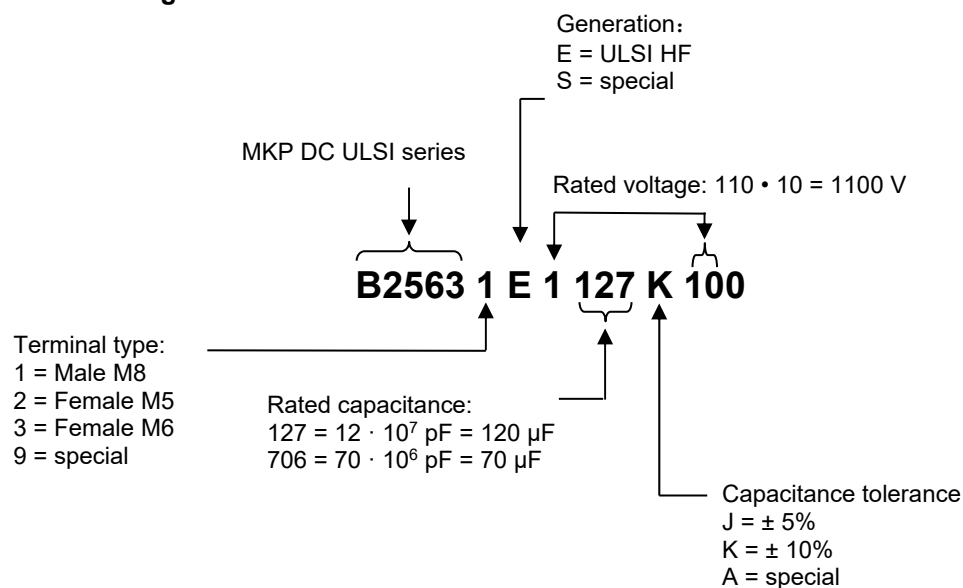 Generation：
E = ULSI HF
S = special
MKP DC ULSI series
Rated voltage: 110 • 10 = 1100 V
B2563 1 E 1 127 K 100
Terminal type:
1 = Male M8
2 = Female M5
3 = Female M6
9 = special
Rated capacitance:
127 = 12 · 10⁷ pF = 120 µF
706 = 70 · 10⁶ pF = 70 µF
Capacitance tolerance
J = ± 5%
K = ± 10%
A = special